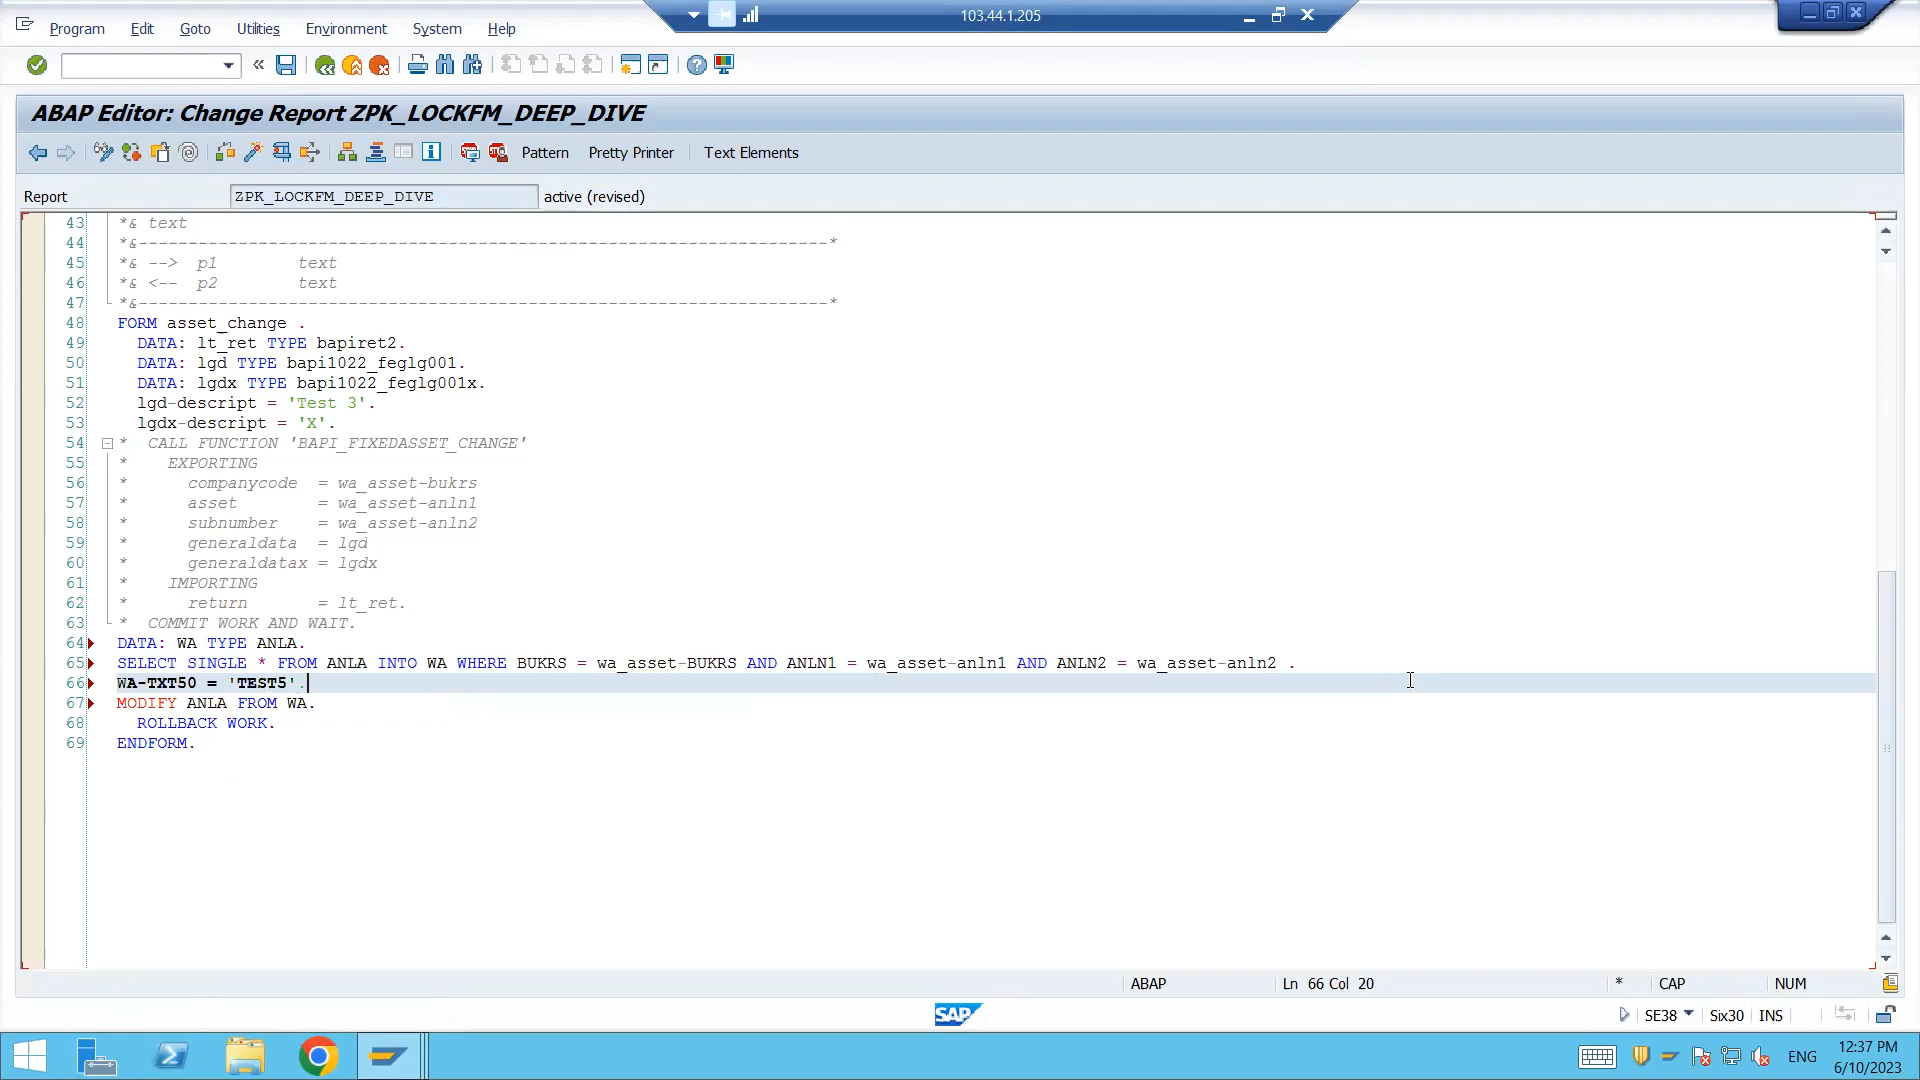 103.44.1.205
Program Edit Goto Utilities Environment System Help
ABAP Editor: Change Report ZPK_LOCKFM_DEEP_DIVE
Pattern Pretty Printer Text Elements
Report ZPK_LOCKFM_DEEP_DIVE active (revised)
43 *& text
44 *&---------------------------------------------------------------------*
45 *& --> p1 text
46 *& <-- p2 text
47 *&---------------------------------------------------------------------*
48 FORM asset_change .
49 DATA: lt_ret TYPE bapiret2.
50 DATA: lgd TYPE bapi1022_feglg001.
51 DATA: lgdx TYPE bapi1022_feglg001x.
52 lgd-descript = 'Test 3'.
53 lgdx-descript = 'X'.
54 * CALL FUNCTION 'BAPI_FIXEDASSET_CHANGE'
55 * EXPORTING
56 * companycode = wa_asset-bukrs
57 * asset = wa_asset-anln1
58 * subnumber = wa_asset-anln2
59 * generaldata = lgd
60 * generaldatax = lgdx
61 * IMPORTING
62 * return = lt_ret.
63 * COMMIT WORK AND WAIT.
64 DATA: WA TYPE ANLA.
65 SELECT SINGLE * FROM ANLA INTO WA WHERE BUKRS = wa_asset-BUKRS AND ANLN1 = wa_asset-anln1 AND ANLN2 = wa_asset-anln2 .
66 WA-TXT50 = 'TEST5'.
67 MODIFY ANLA FROM WA.
68 ROLLBACK WORK.
69 ENDFORM.
ABAP Ln 66 Col 20 * CAP NUM
SAP SE38 Six30 INS
ENG 12:37 PM
6/10/2023